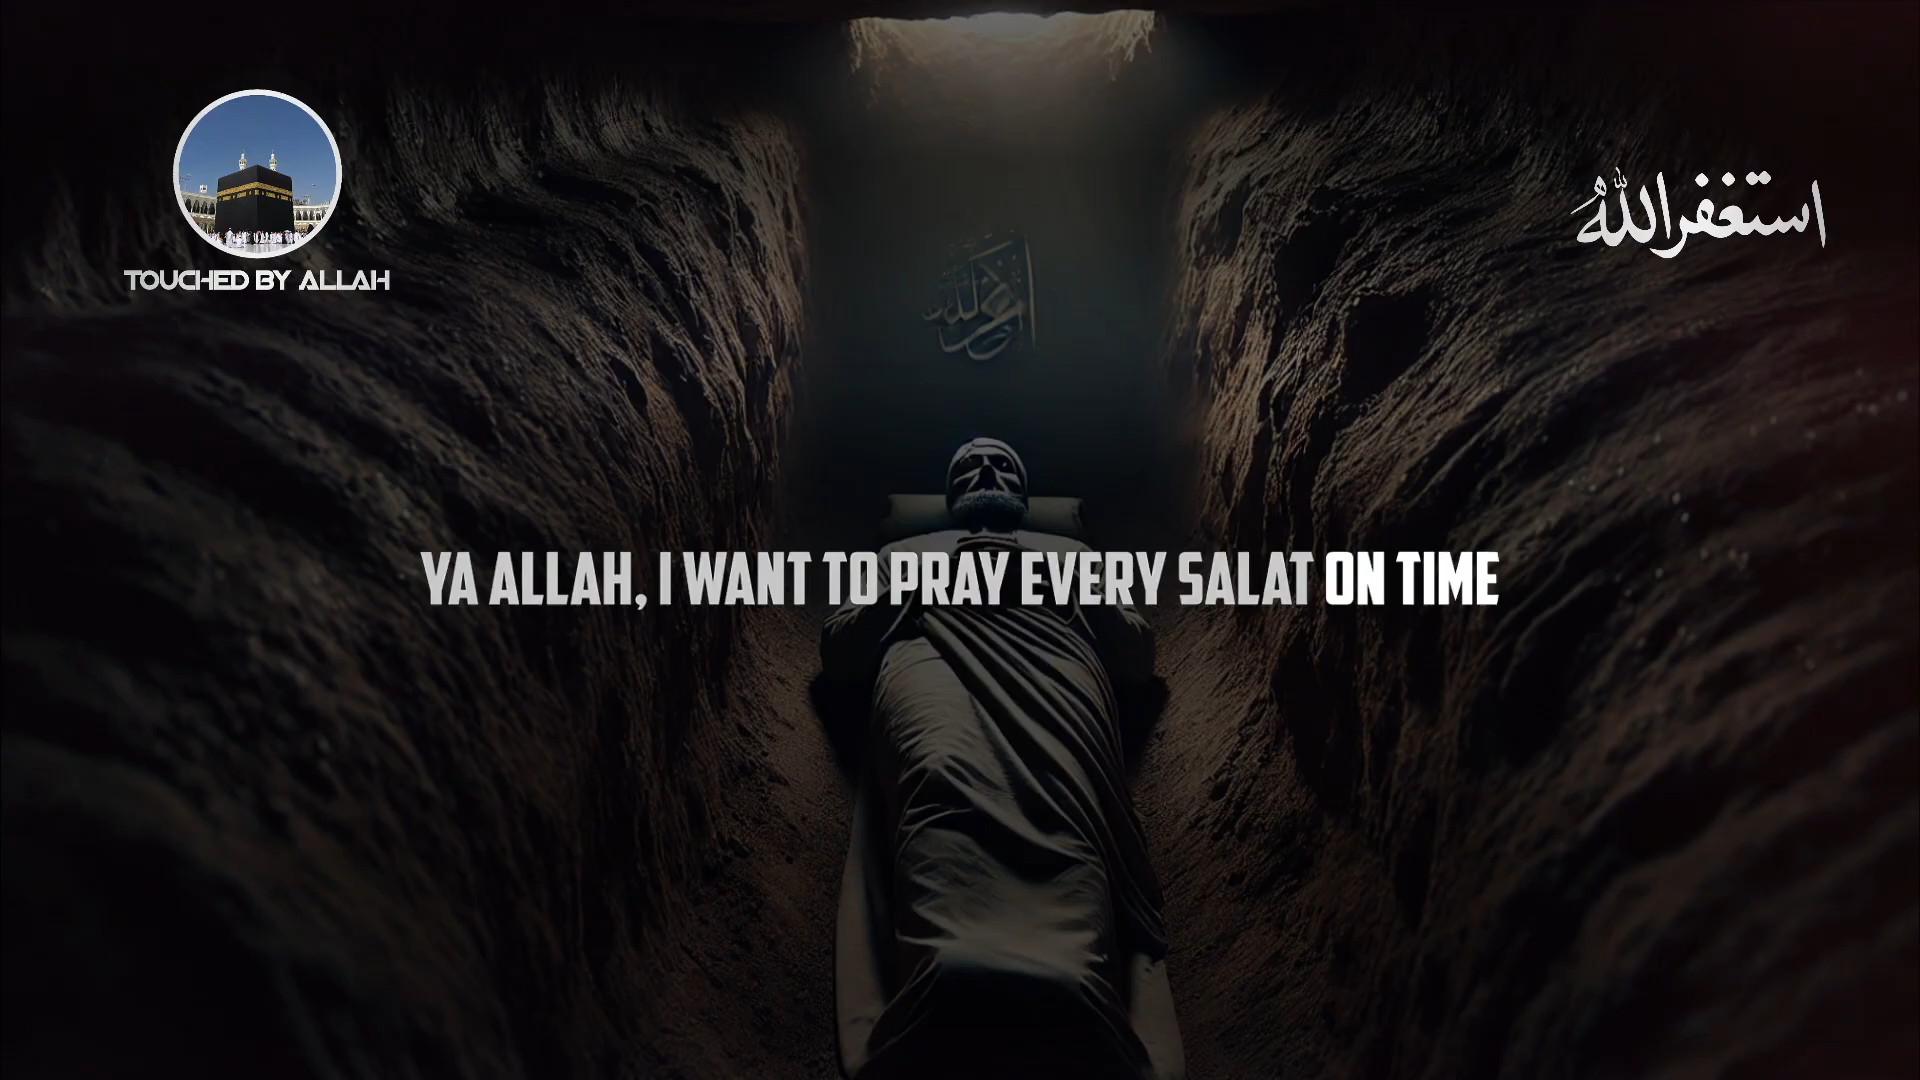 TOUCHED BY ALLAH
استغفرالله
YA ALLAH, I WANT TO PRAY EVERY SALAT ON TIME